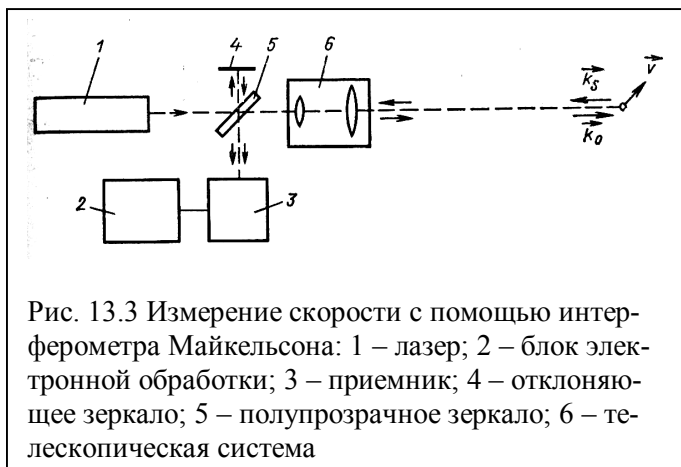 1
4
5
6
k_s
v
k_o
2
3
Рис. 13.3 Измерение скорости с помощью интер-
ферометра Майкельсона: 1 – лазер; 2 – блок элек-
тронной обработки; 3 – приемник; 4 – отклоняю-
щее зеркало; 5 – полупрозрачное зеркало; 6 – те-
лескопическая система